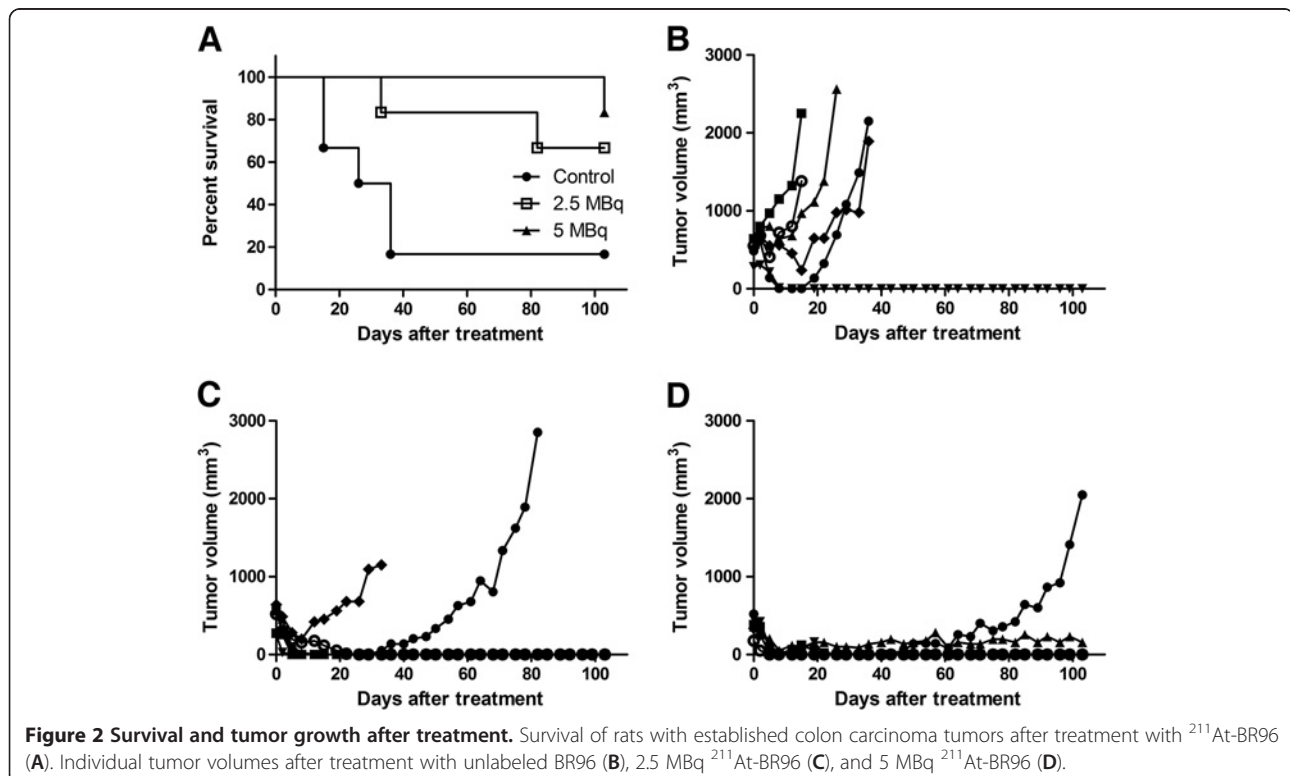 A
Percent survival
100
80
60
40
20
0
0 20 40 60 80 100
Days after treatment
Control
2.5 MBq
5 MBq
B
Tumor volume (mm³)
3000
2000
1000
0
0 20 40 60 80 100
Days after treatment
C
Tumor volume (mm³)
3000
2000
1000
0
0 20 40 60 80 100
Days after treatment
D
Tumor volume (mm³)
3000
2000
1000
0
0 20 40 60 80 100
Days after treatment
Figure 2 Survival and tumor growth after treatment. Survival of rats with established colon carcinoma tumors after treatment with ²¹¹At-BR96
(A). Individual tumor volumes after treatment with unlabeled BR96 (B), 2.5 MBq ²¹¹At-BR96 (C), and 5 MBq ²¹¹At-BR96 (D).